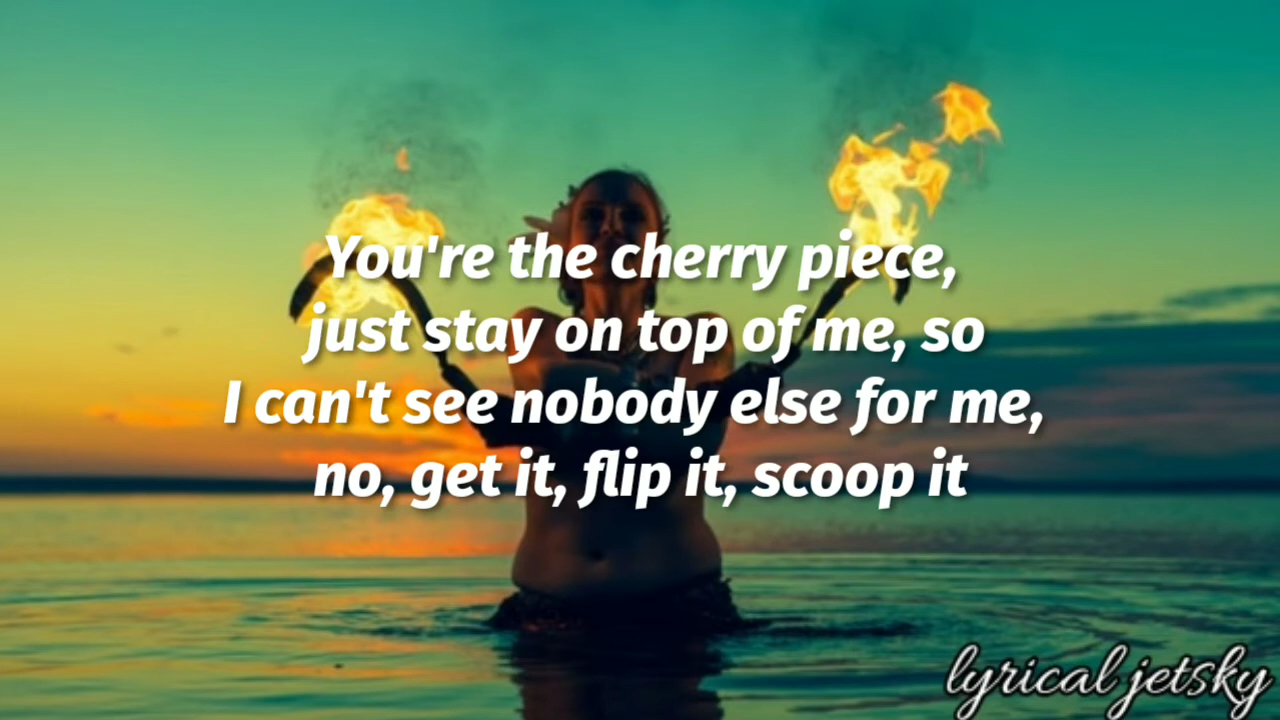 You're the cherry piece,
just stay on top of me, so
I can't see nobody else for me,
no, get it, flip it, scoop it
lyrical jetsky